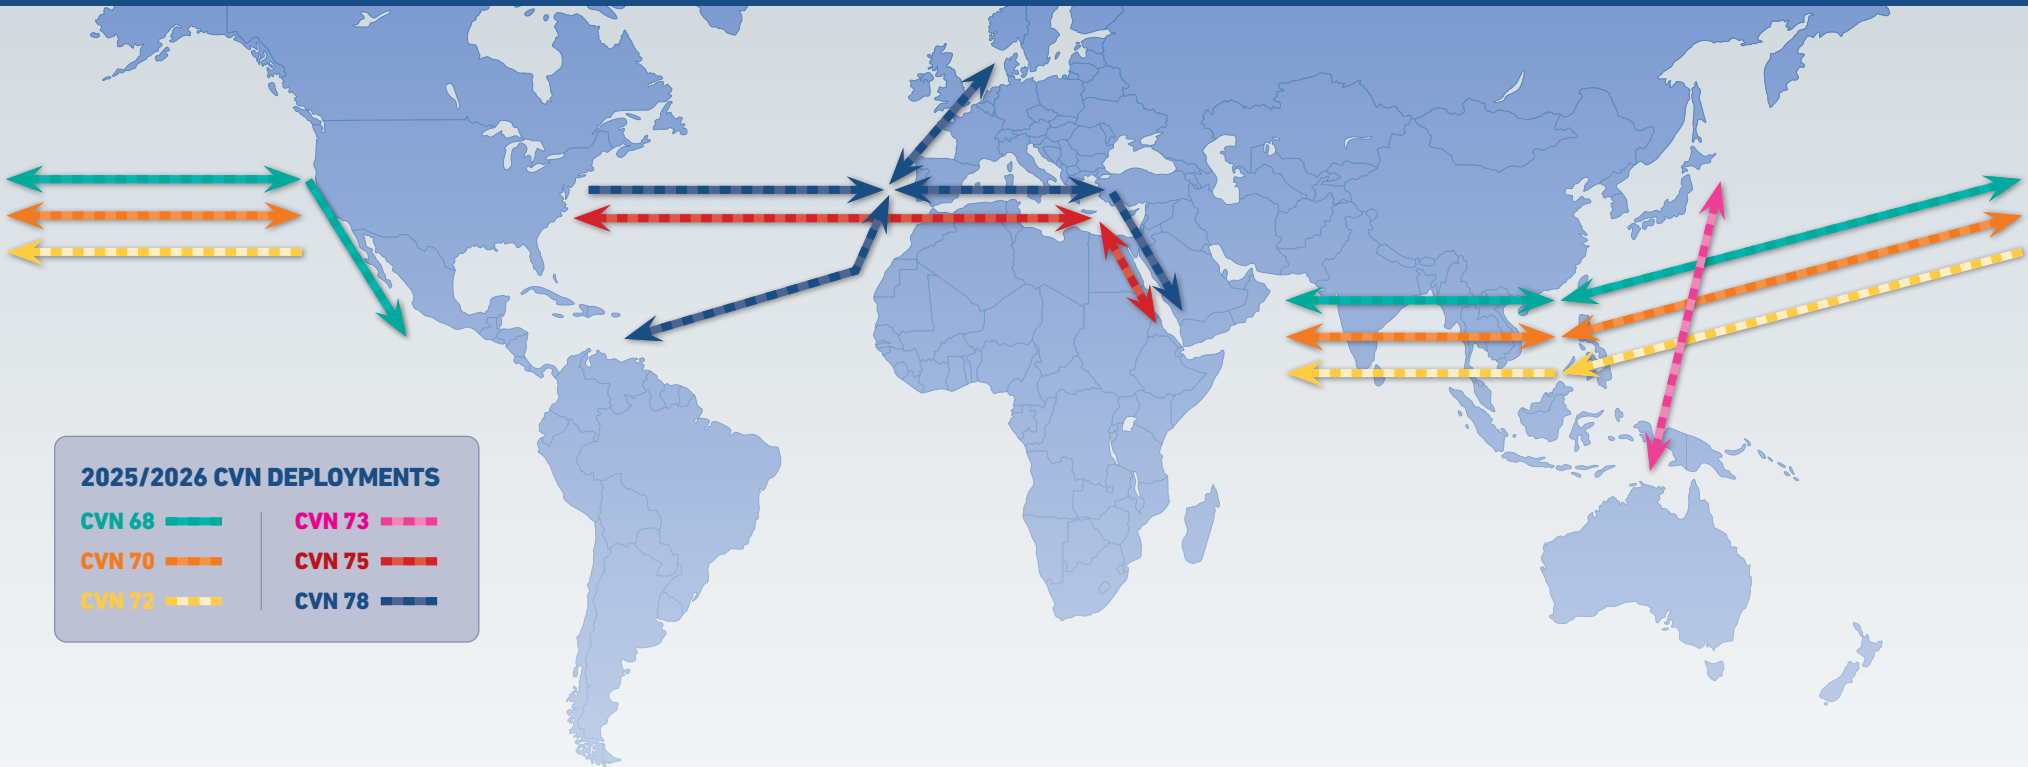 2025/2026 CVN DEPLOYMENTS
CVN 68
CVN 70
CVN 72
CVN 73
CVN 75
CVN 78